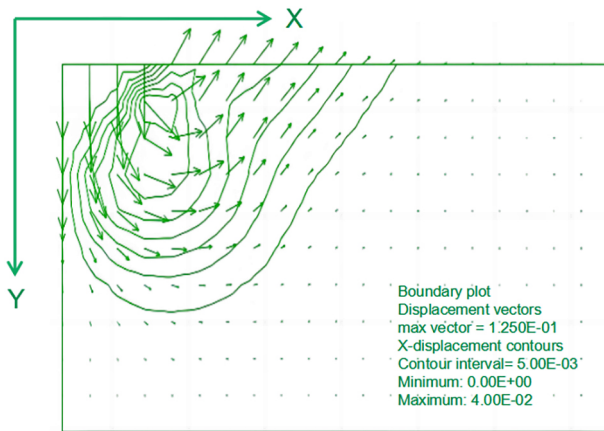 X
Y
Boundary plot
Displacement vectors
max vector = 1.250E-01
X-displacement contours
Contour interval= 5.00E-03
Minimum: 0.00E+00
Maximum: 4.00E-02